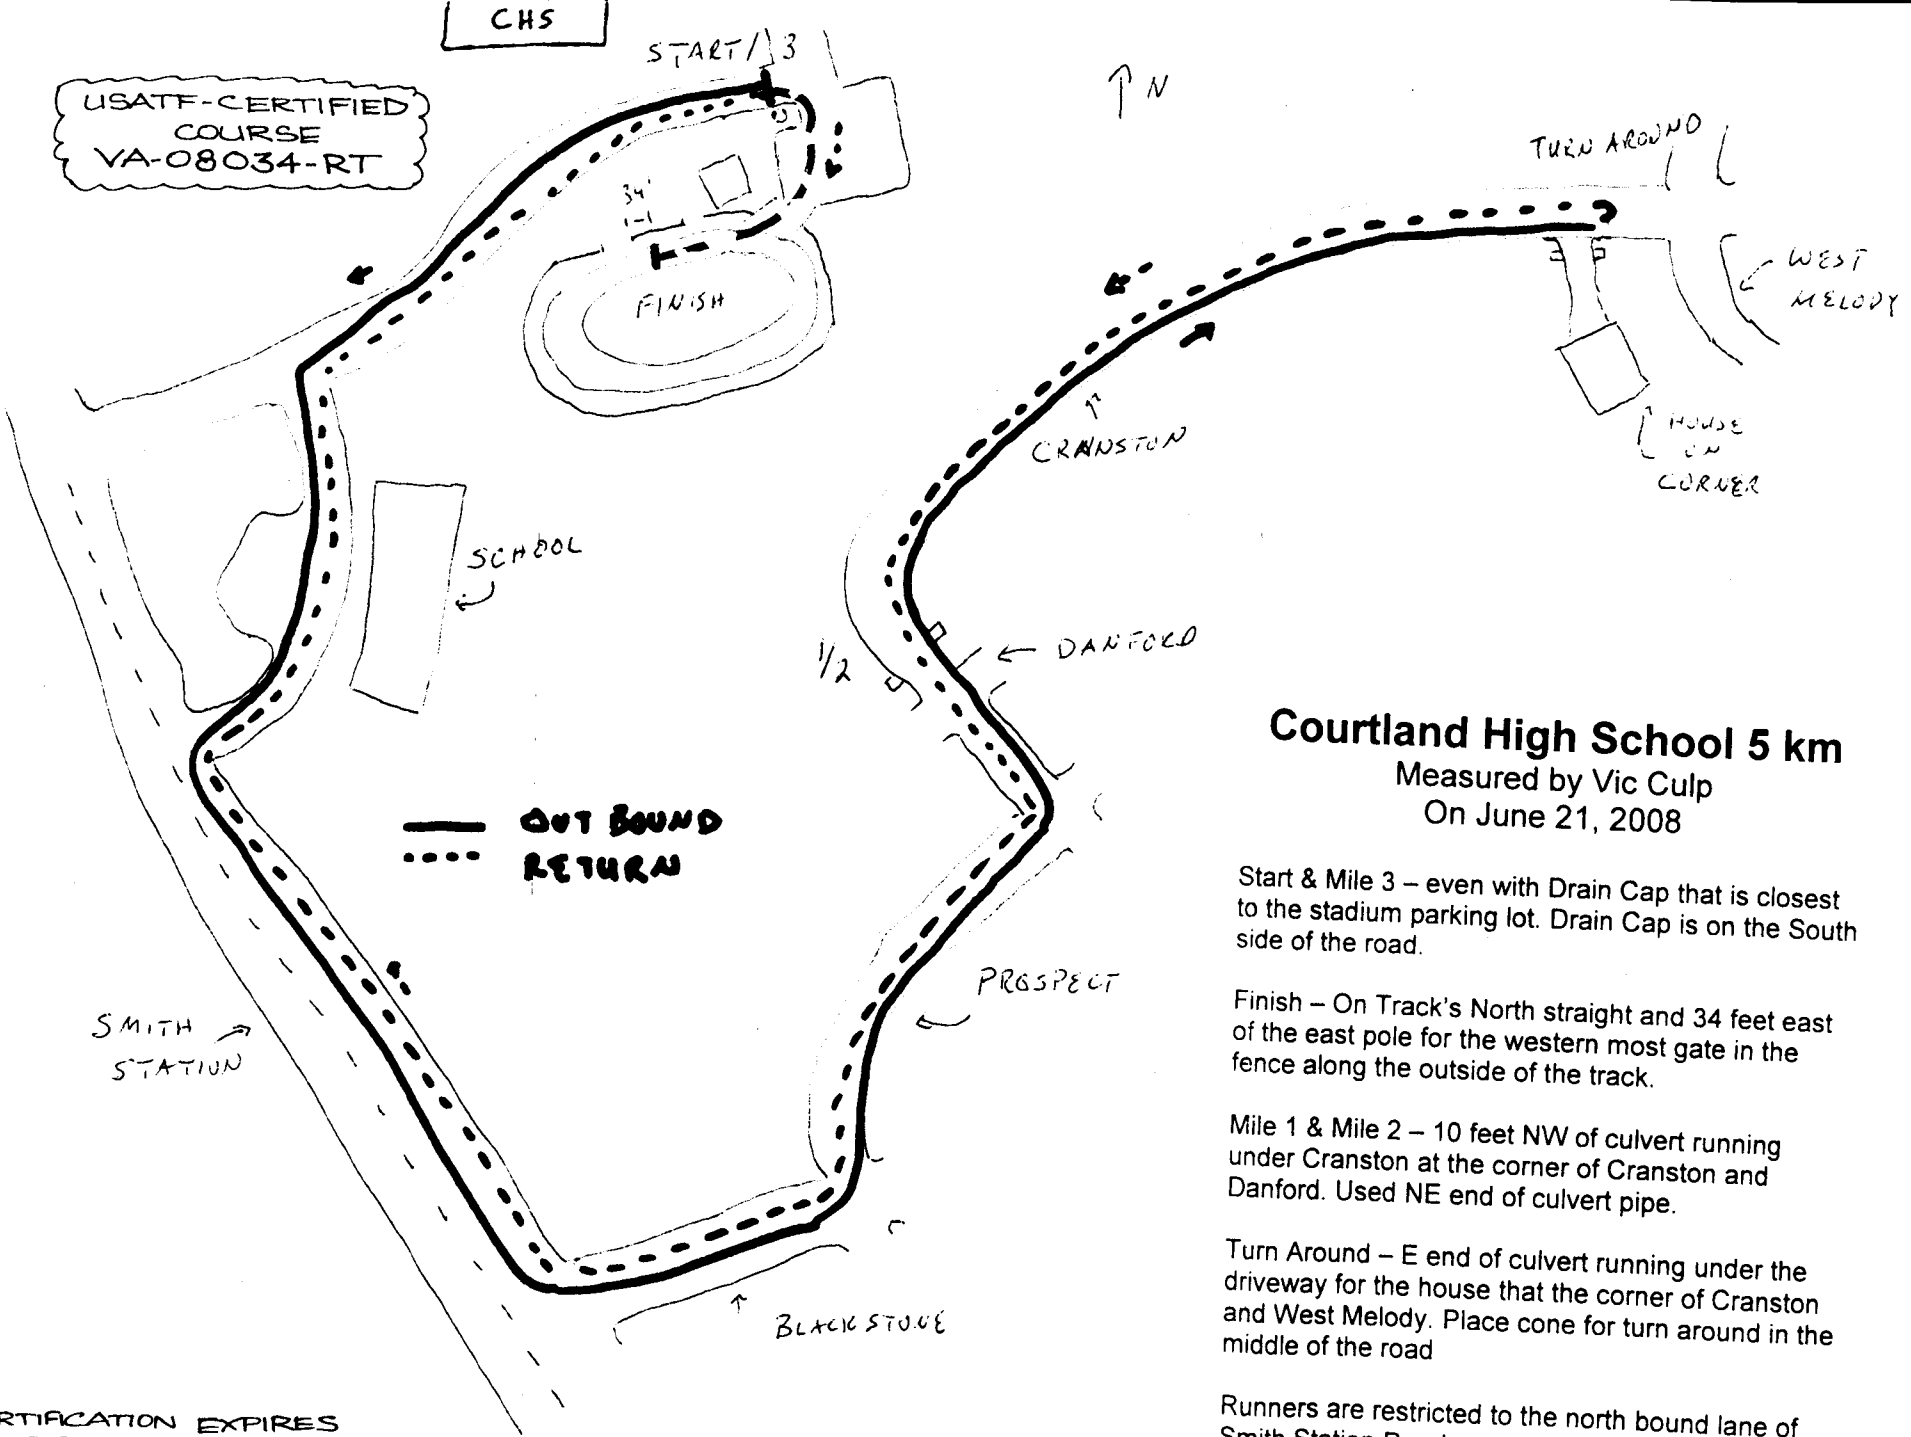 CHS
START/ 3
USATF-CERTIFIED
COURSE
VA-08034-RT
N
TURN AROUND
34'
FINISH
WEST
MELODY
CRANSTON
HOUSE
ON
CORNER
SCHOOL
1/2
DANFORD
OUT BOUND
RETURN
PROSPECT
SMITH
STATION
BLACKSTONE
Courtland High School 5 km
Measured by Vic Culp
On June 21, 2008
Start & Mile 3 – even with Drain Cap that is closest
to the stadium parking lot. Drain Cap is on the South
side of the road.
Finish – On Track's North straight and 34 feet east
of the east pole for the western most gate in the
fence along the outside of the track.
Mile 1 & Mile 2 – 10 feet NW of culvert running
under Cranston at the corner of Cranston and
Danford. Used NE end of culvert pipe.
Turn Around – E end of culvert running under the
driveway for the house that the corner of Cranston
and West Melody. Place cone for turn around in the
middle of the road
Runners are restricted to the north bound lane of
Smith Station
RTIFICATION EXPIRES